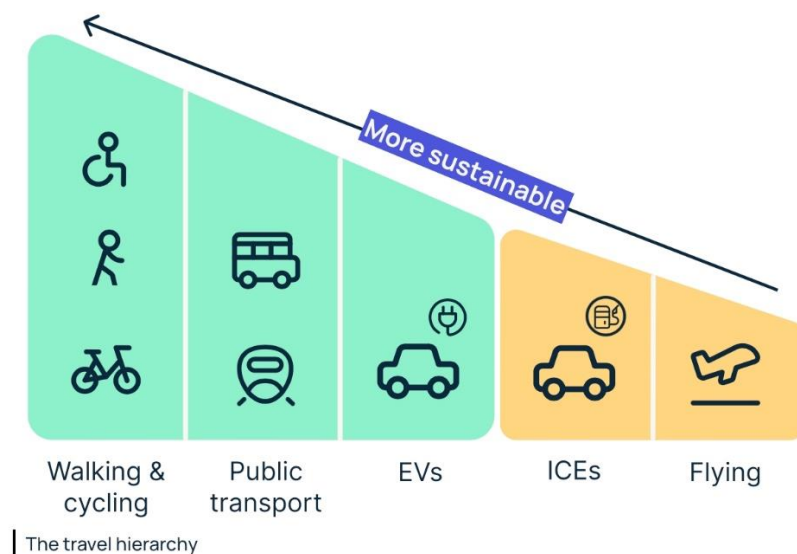 More sustainable
Walking &
cycling
Public
transport
EVs
ICEs
Flying
The travel hierarchy